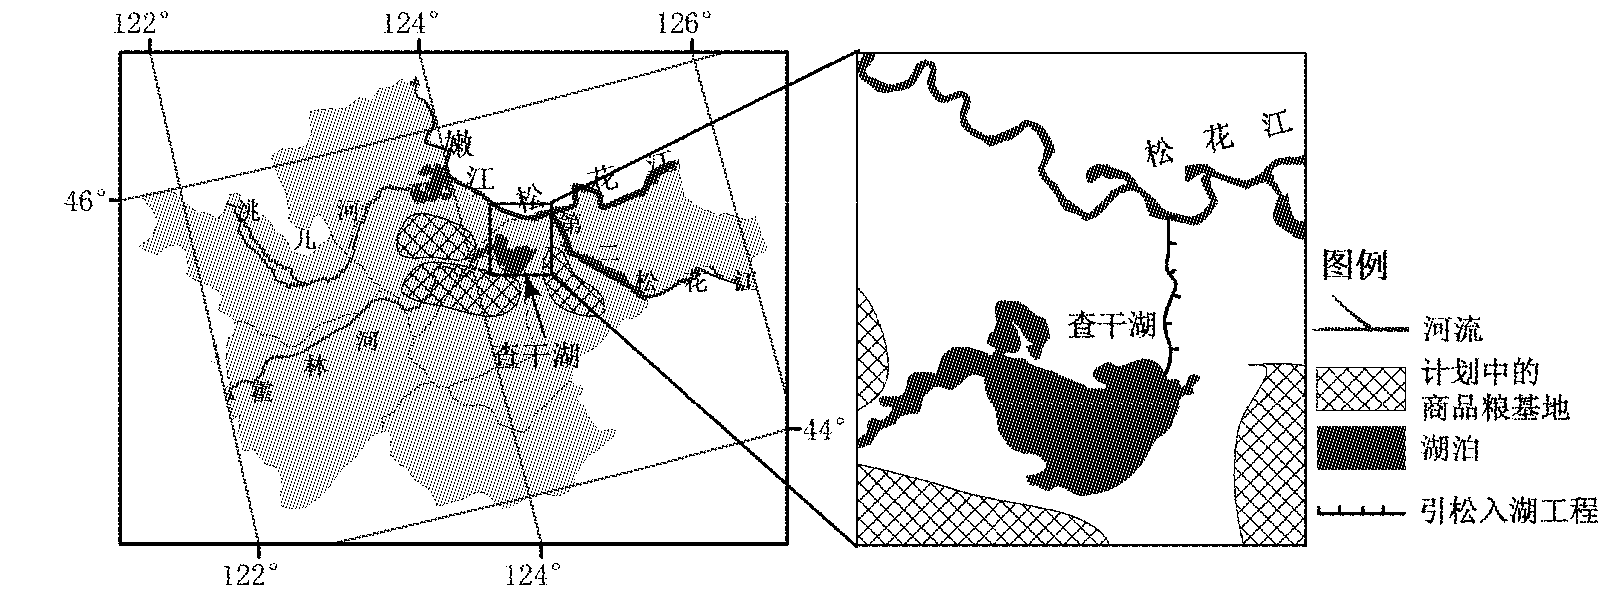 122°
124°
126°
46°
嫩
江
松
花
江
洮
儿
河
第
二
松
花
江
查干湖
霍
林
河
44°
122°
124°
松 花 江
查干湖
图例
河流
计划中的
商品粮基地
湖泊
引松入湖工程